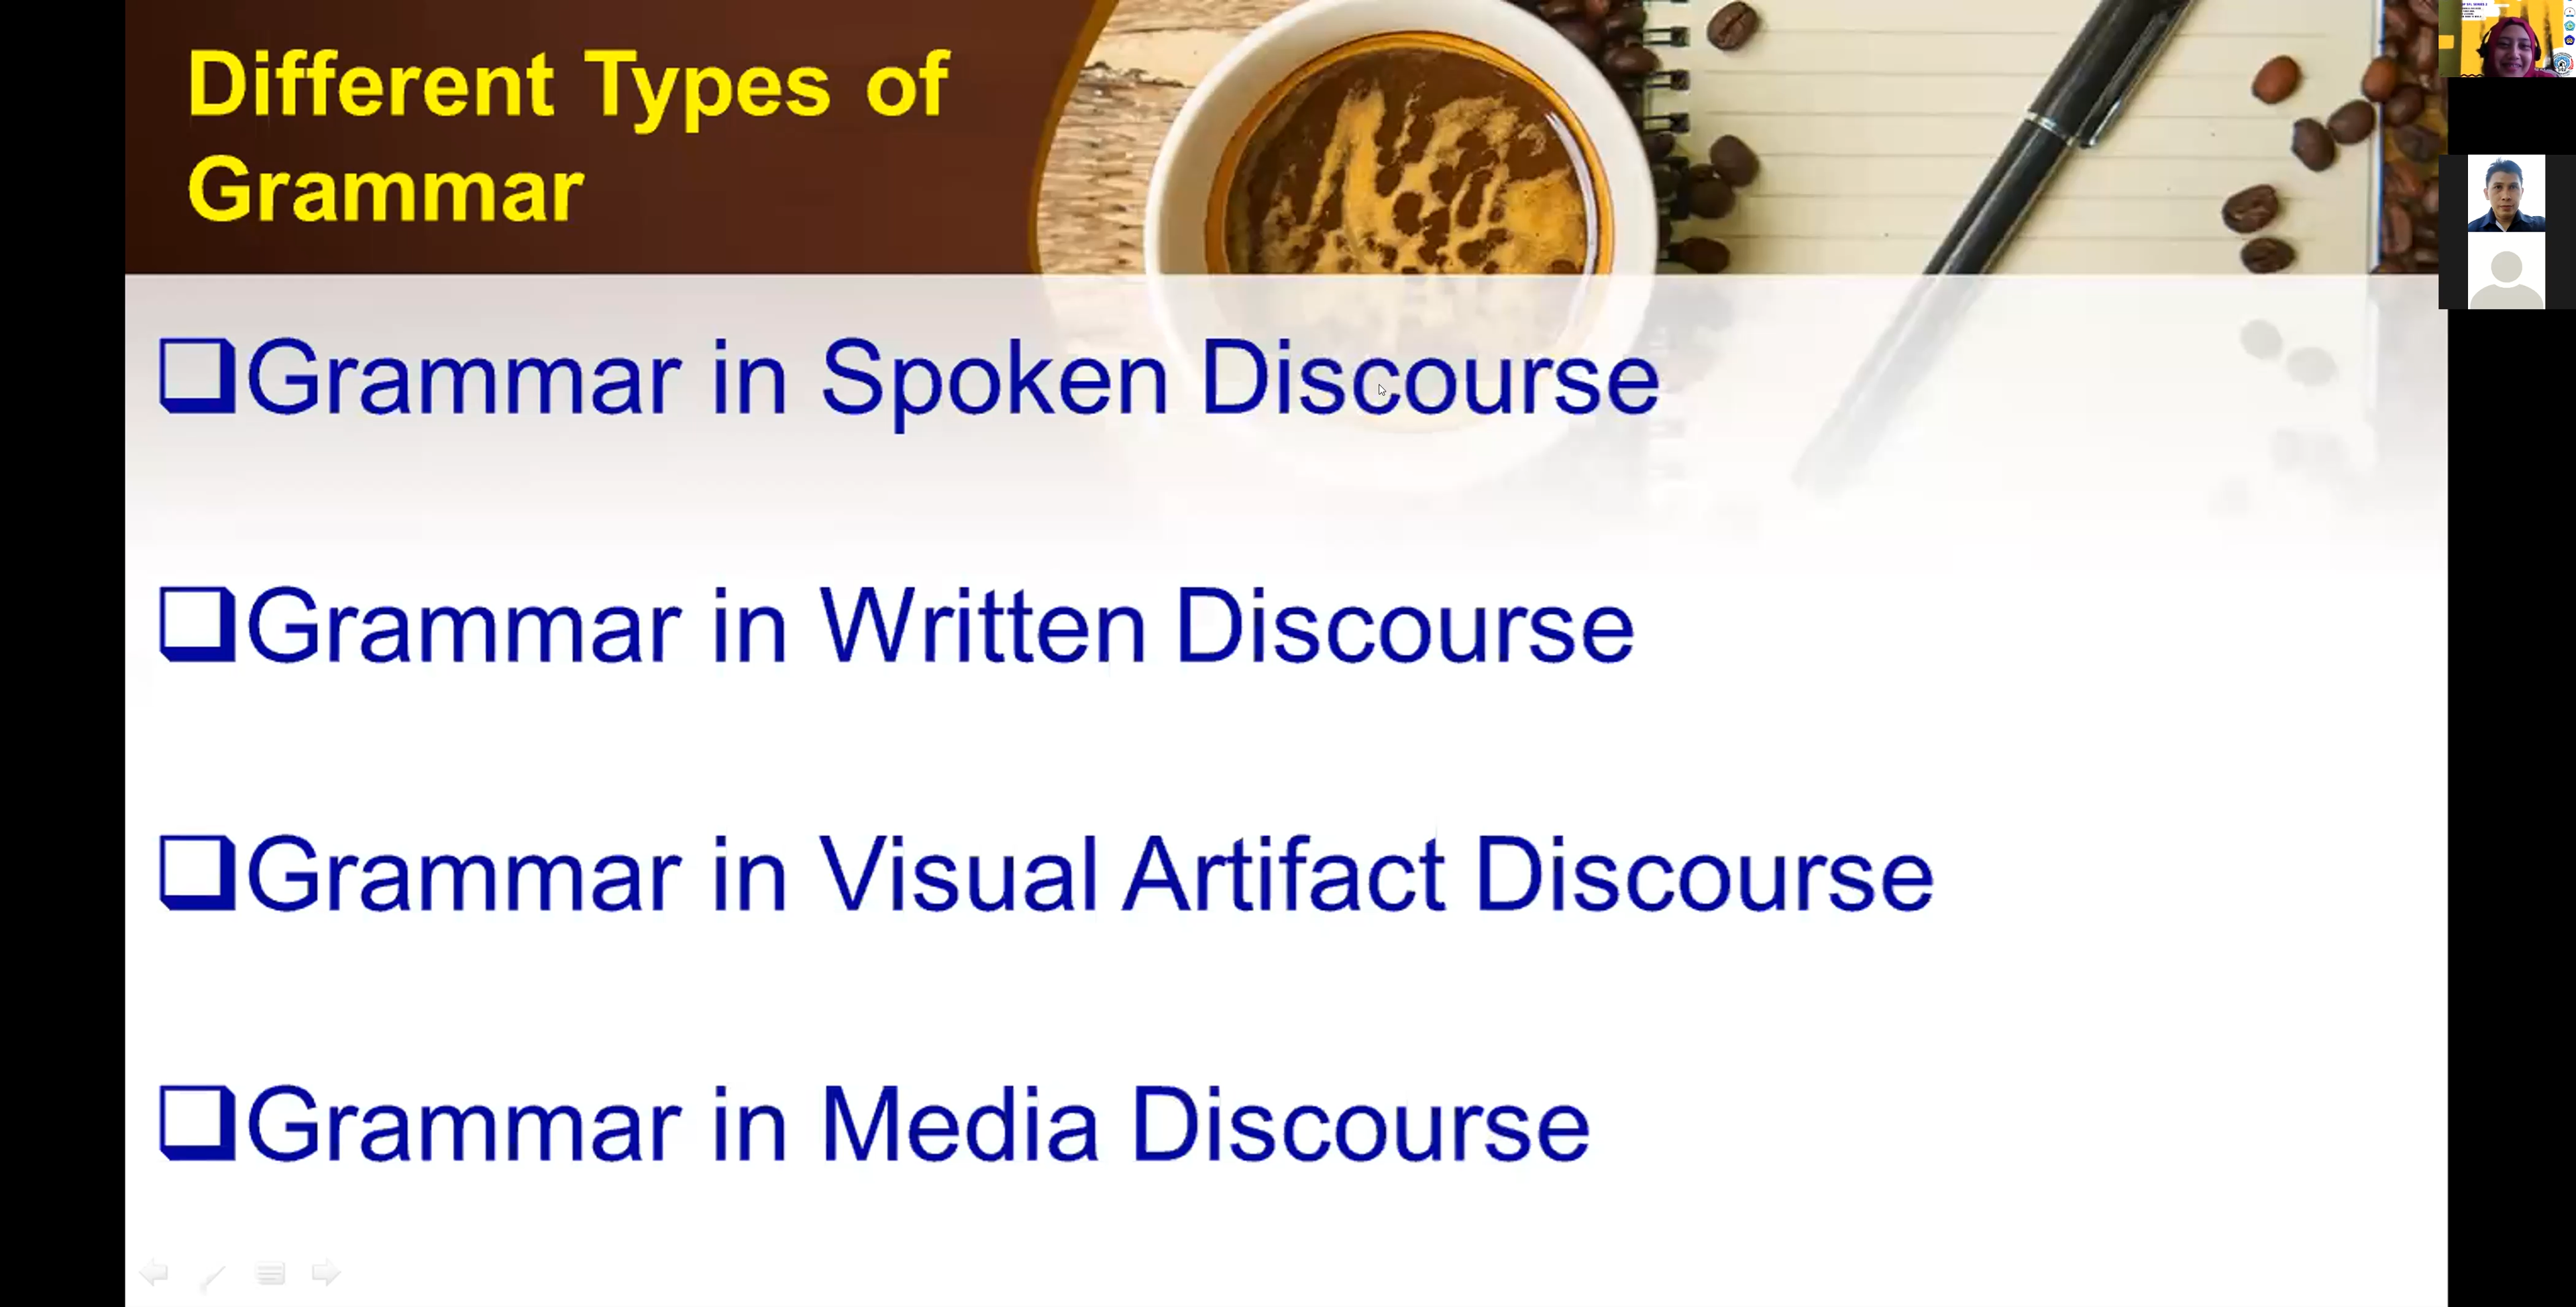 Different Types of
Grammar
Grammar in Spoken Discourse
Grammar in Written Discourse
Grammar in Visual Artifact Discourse
Grammar in Media Discourse